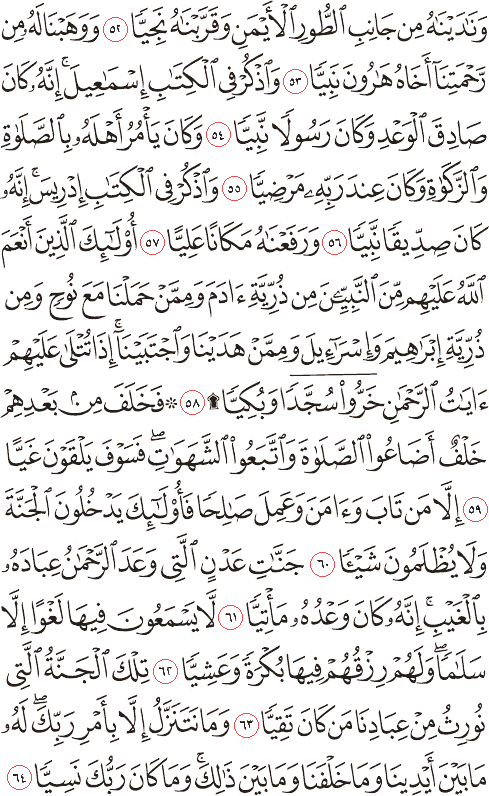 وَنَٰدَيْنَٰهُ مِن جَانِبِ ٱلطُّورِ ٱلْأَيْمَنِ وَقَرَّبْنَٰهُ نَجِيًّا ۝٥٢ وَوَهَبْنَا لَهُۥ مِن
رَّحْمَتِنَآ أَخَاهُ هَٰرُونَ نَبِيًّا ۝٥٣ وَٱذْكُرْ فِى ٱلْكِتَٰبِ إِسْمَٰعِيلَ ۚ إِنَّهُۥ كَانَ
صَادِقَ ٱلْوَعْدِ وَكَانَ رَسُولًا نَّبِيًّا ۝٥٤ وَكَانَ يَأْمُرُ أَهْلَهُۥ بِٱلصَّلَوٰةِ
وَٱلزَّكَوٰةِ وَكَانَ عِندَ رَبِّهِۦ مَرْضِيًّا ۝٥٥ وَٱذْكُرْ فِى ٱلْكِتَٰبِ إِدْرِيسَ ۚ إِنَّهُۥ
كَانَ صِدِّيقًا نَّبِيًّا ۝٥٦ وَرَفَعْنَٰهُ مَكَانًا عَلِيًّا ۝٥٧ أُو۟لَٰٓئِكَ ٱلَّذِينَ أَنْعَمَ
ٱللَّهُ عَلَيْهِم مِّنَ ٱلنَّبِيِّۦنَ مِن ذُرِّيَّةِ ءَادَمَ وَمِمَّنْ حَمَلْنَا مَعَ نُوحٍ وَمِن
ذُرِّيَّةِ إِبْرَٰهِيمَ وَإِسْرَٰٓءِيلَ وَمِمَّنْ هَدَيْنَا وَٱجْتَبَيْنَآ ۚ إِذَا تُتْلَىٰ عَلَيْهِمْ
ءَايَٰتُ ٱلرَّحْمَٰنِ خَرُّوا۟ سُجَّدًا وَبُكِيًّا ۩ ۝٥٨ ۞ فَخَلَفَ مِنۢ بَعْدِهِمْ
خَلْفٌ أَضَاعُوا۟ ٱلصَّلَوٰةَ وَٱتَّبَعُوا۟ ٱلشَّهَوَٰتِ ۖ فَسَوْفَ يَلْقَوْنَ غَيًّا
۝٥٩ إِلَّا مَن تَابَ وَءَامَنَ وَعَمِلَ صَٰلِحًا فَأُو۟لَٰٓئِكَ يَدْخُلُونَ ٱلْجَنَّةَ
وَلَا يُظْلَمُونَ شَيْـًٔا ۝٦٠ جَنَّٰتِ عَدْنٍ ٱلَّتِى وَعَدَ ٱلرَّحْمَٰنُ عِبَادَهُۥ
بِٱلْغَيْبِ ۚ إِنَّهُۥ كَانَ وَعْدُهُۥ مَأْتِيًّا ۝٦١ لَّا يَسْمَعُونَ فِيهَا لَغْوًا إِلَّا
سَلَٰمًا ۖ وَلَهُمْ رِزْقُهُمْ فِيهَا بُكْرَةً وَعَشِيًّا ۝٦٢ تِلْكَ ٱلْجَنَّةُ ٱلَّتِى
نُورِثُ مِنْ عِبَادِنَا مَن كَانَ تَقِيًّا ۝٦٣ وَمَا نَتَنَزَّلُ إِلَّا بِأَمْرِ رَبِّكَ ۖ لَهُۥ
مَا بَيْنَ أَيْدِينَا وَمَا خَلْفَنَا وَمَا بَيْنَ ذَٰلِكَ ۚ وَمَا كَانَ رَبُّكَ نَسِيًّا ۝٦٤